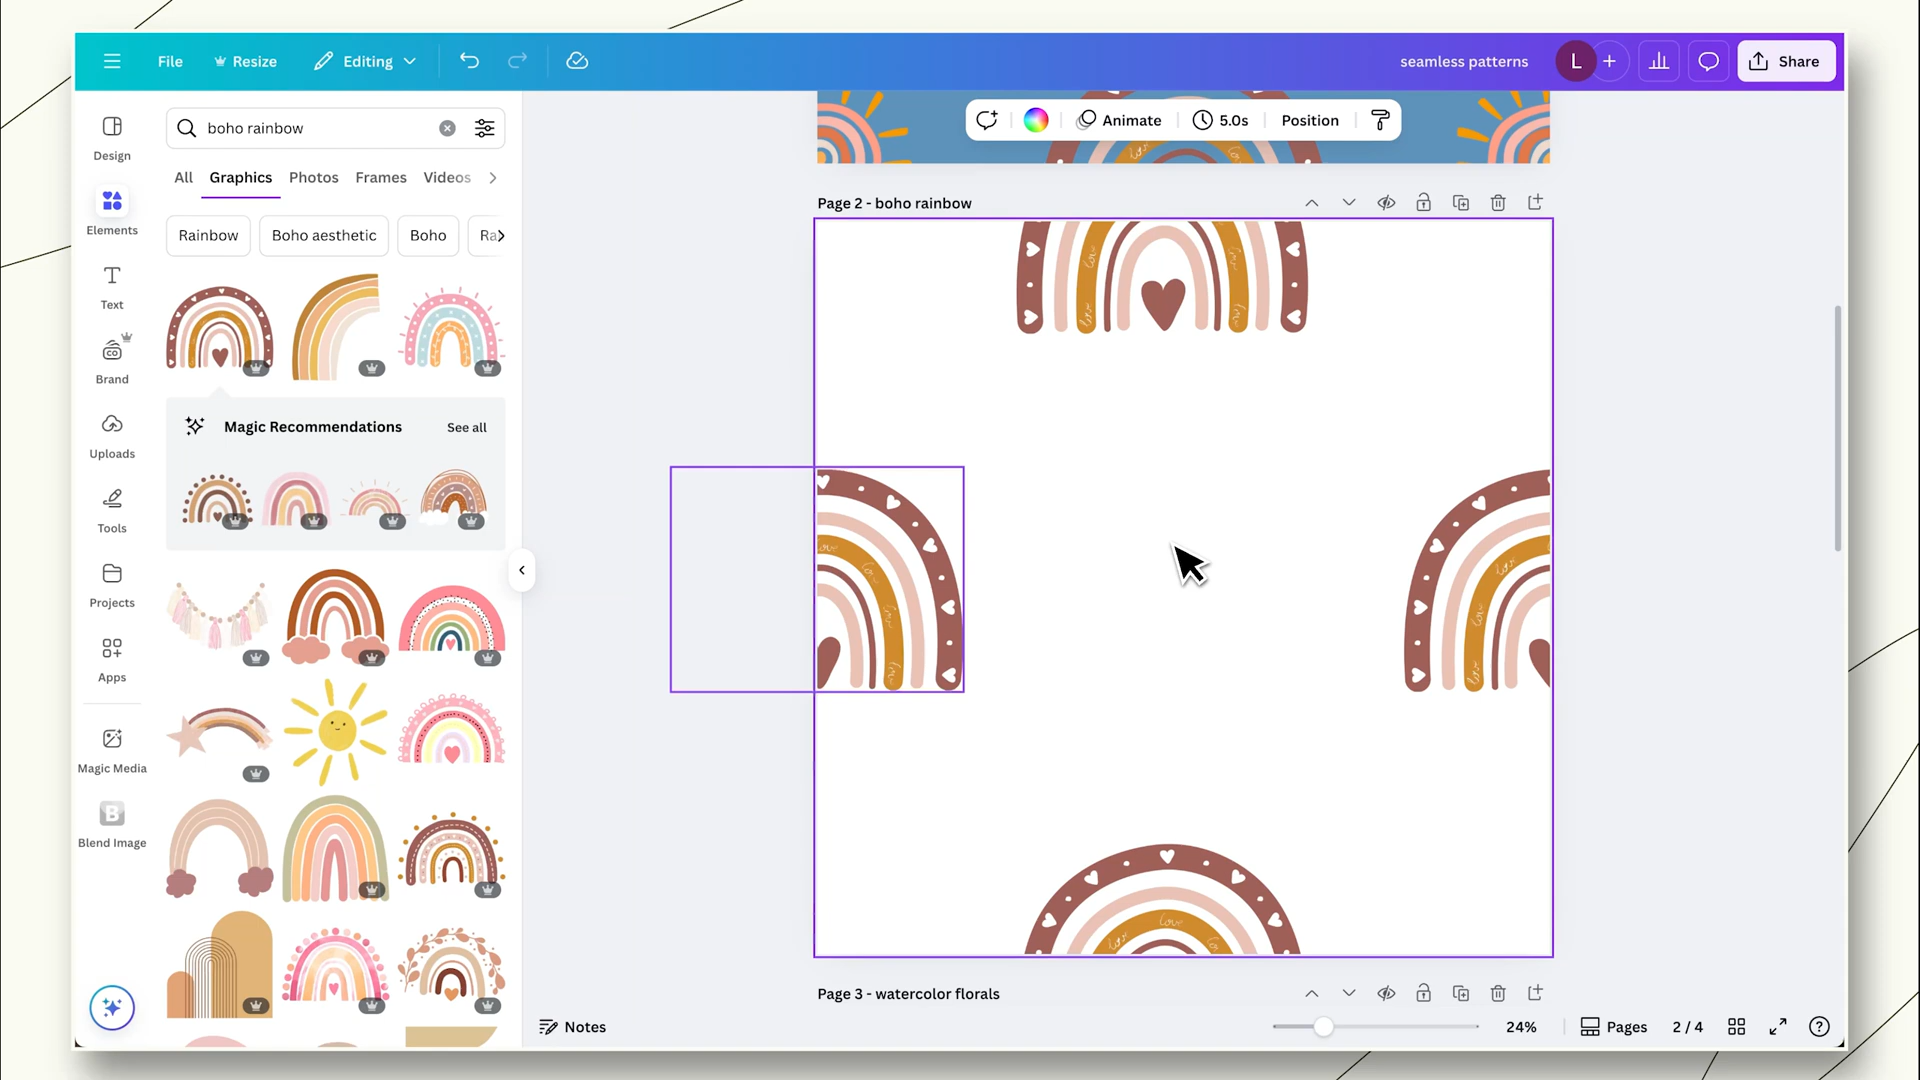 File
Resize
Editing
seamless patterns
L
Share
Design
Elements
Text
Brand
Uploads
Tools
Projects
Apps
Magic Media
Blend Image
boho rainbow
All
Graphics
Photos
Frames
Videos
Rainbow
Boho aesthetic
Boho
Ra
Magic Recommendations
See all
Animate
5.0s
Position
Page 2 - boho rainbow
love
love
Page 3 - watercolor florals
Notes
24%
Pages
2 / 4